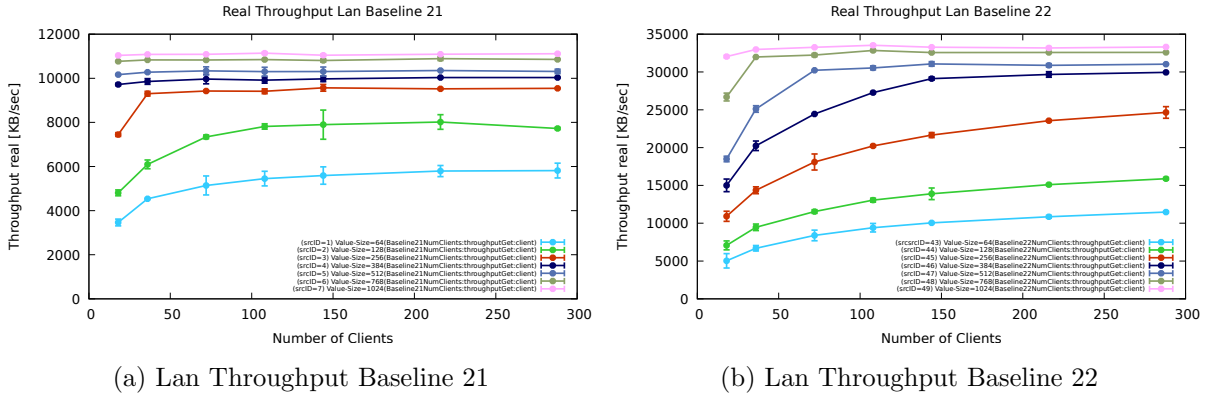 Real Throughput Lan Baseline 21
Throughput real [KB/sec]
12000
10000
8000
6000
4000
2000
0
(srcID=1) Value-Size=64(Baseline21NumClients:throughputGet:client)
(srcID=2) Value-Size=128(Baseline21NumClients:throughputGet:client)
(srcID=3) Value-Size=256(Baseline21NumClients:throughputGet:client)
(srcID=4) Value-Size=384(Baseline21NumClients:throughputGet:client)
(srcID=5) Value-Size=512(Baseline21NumClients:throughputGet:client)
(srcID=6) Value-Size=768(Baseline21NumClients:throughputGet:client)
(srcID=7) Value-Size=1024(Baseline21NumClients:throughputGet:client)
0 50 100 150 200 250 300
Number of Clients
(a) Lan Throughput Baseline 21
Real Throughput Lan Baseline 22
Throughput real [KB/sec]
35000
30000
25000
20000
15000
10000
5000
0
(srcsrcID=43) Value-Size=64(Baseline22NumClients:throughputGet:client)
(srcID=44) Value-Size=128(Baseline22NumClients:throughputGet:client)
(srcID=45) Value-Size=256(Baseline22NumClients:throughputGet:client)
(srcID=46) Value-Size=384(Baseline22NumClients:throughputGet:client)
(srcID=47) Value-Size=512(Baseline22NumClients:throughputGet:client)
(srcID=48) Value-Size=768(Baseline22NumClients:throughputGet:client)
(srcID=49) Value-Size=1024(Baseline22NumClients:throughputGet:client)
0 50 100 150 200 250 300
Number of Clients
(b) Lan Throughput Baseline 22